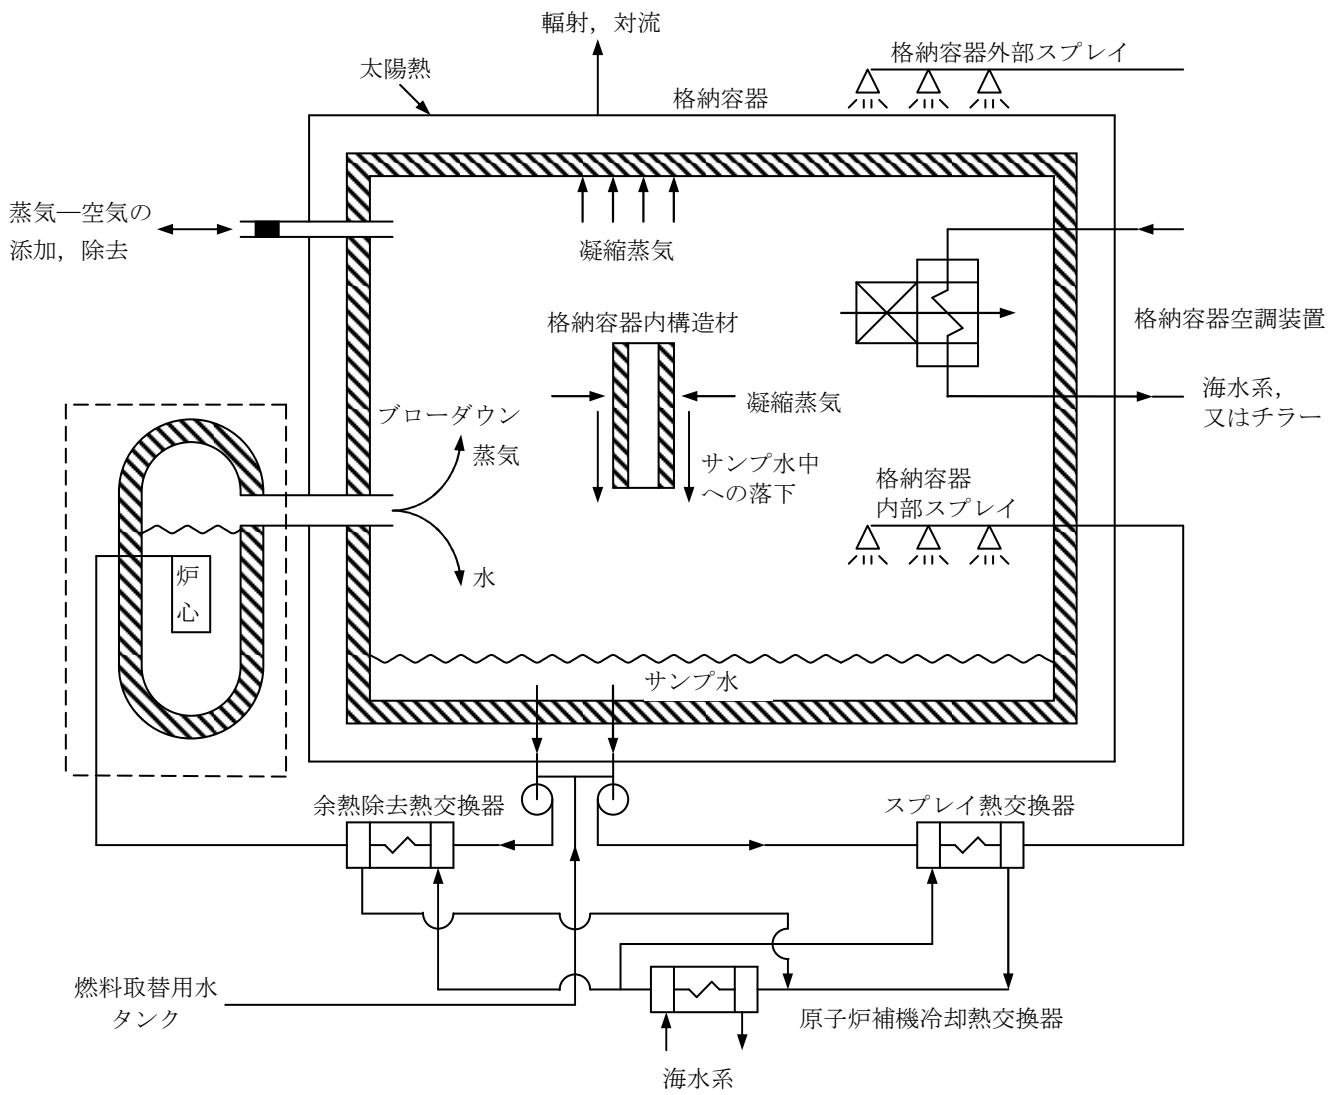 輻射，対流
格納容器外部スプレイ
太陽熱
格納容器
蒸気―空気の
添加，除去
凝縮蒸気
格納容器内構造材
格納容器空調装置
海水系，
又はチラー
凝縮蒸気
ブローダウン
蒸気
サンプ水中
への落下
格納容器
内部スプレイ
炉
心
水
サンプ水
余熱除去熱交換器
スプレイ熱交換器
燃料取替用水
タンク
原子炉補機冷却熱交換器
海水系